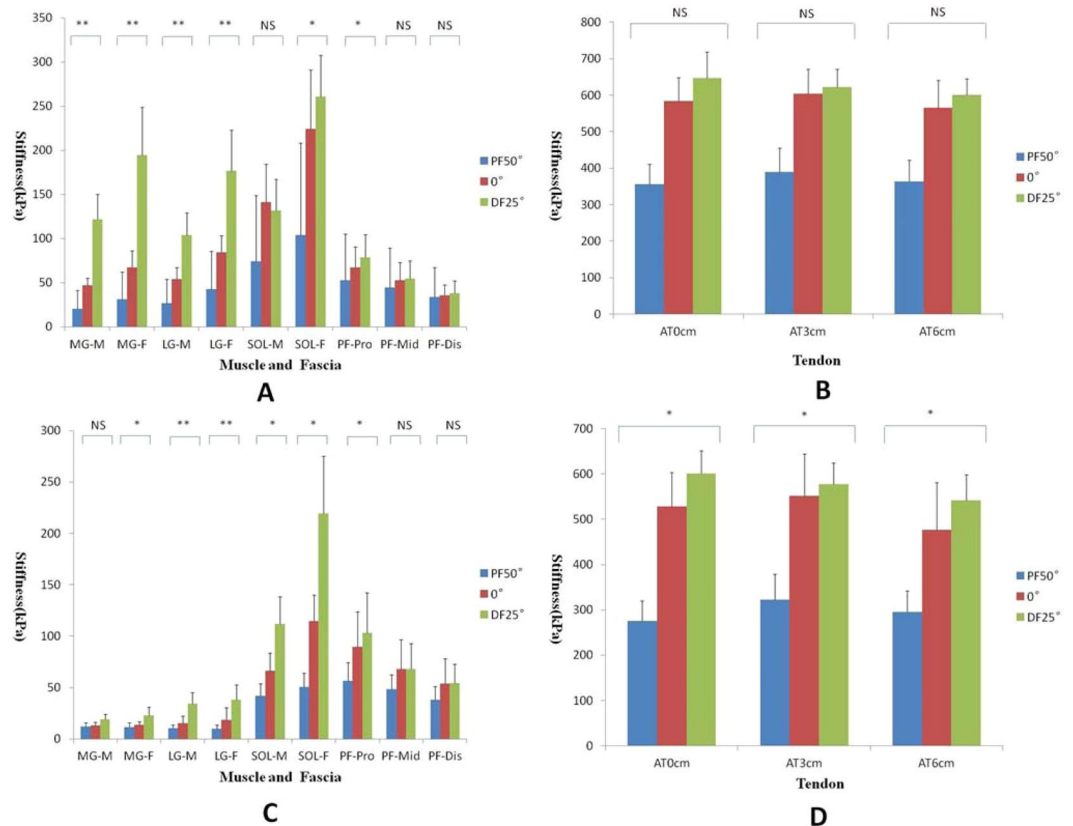 ** ** ** ** NS * * NS NS
350
300
250
200
150
100
50
0
Stiffness(kPa)
MG-M MG-F LG-M LG-F SOL-M SOL-F PF-Pro PF-Mid PF-Dis
Muscle and Fascia
PF50°
0°
DF25°
A
NS NS NS
800
700
600
500
400
300
200
100
0
Stiffness(kPa)
AT0cm AT3cm AT6cm
Tendon
PF50°
0°
DF25°
B
NS * ** ** * * * NS NS
300
250
200
150
100
50
0
Stiffness(kPa)
MG-M MG-F LG-M LG-F SOL-M SOL-F PF-Pro PF-Mid PF-Dis
Muscle and Fascia
PF50°
0°
DF25°
C
* * *
700
600
500
400
300
200
100
0
Stiffness(kPa)
AT0cm AT3cm AT6cm
Tendon
PF50°
0°
DF25°
D